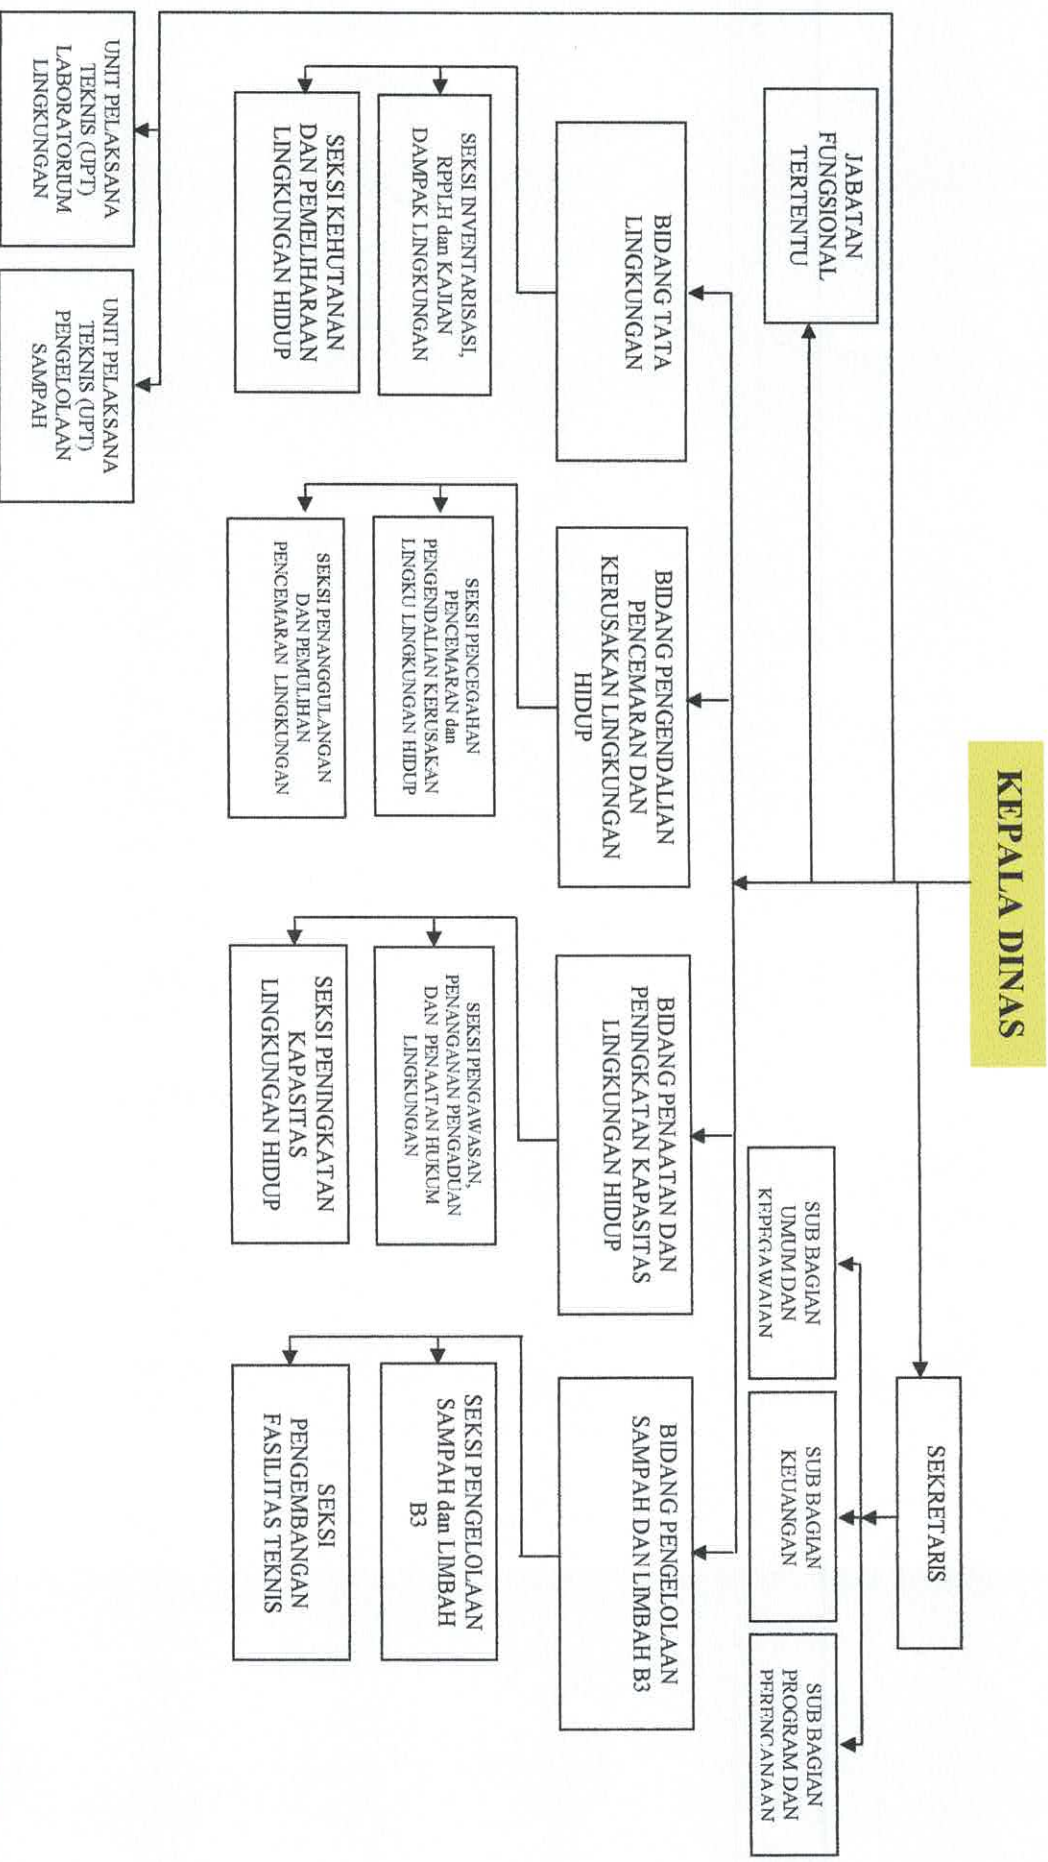 KEPALA DINAS
SEKRETARIS
JABATAN
FUNGSIONAL
TERTENTU
SUB BAGIAN
UMUM DAN
KEPEGAWAIAN
SUB BAGIAN
KEUANGAN
SUB BAGIAN
PROGRAM DAN
PERENCANAAN
BIDANG TATA
LINGKUNGAN
BIDANG PENGENDALIAN
PENCEMARAN DAN
KERUSAKAN LINGKUNGAN
HIDUP
BIDANG PENAATAN DAN
PENINGKATAN KAPASITAS
LINGKUNGAN HIDUP
BIDANG PENGELOLAAN
SAMPAH DAN LIMBAH B3
SEKSI INVENTARISASI,
RPPLH dan KAJIAN
DAMPAK LINGKUNGAN
SEKSI PENCEGAHAN
PENCEMARAN dan
PENGENDALIAN KERUSAKAN
LINGKU LINGKUNGAN HIDUP
SEKSI PENGAWASAN,
PENANGANAN PENGADUAN
DAN PENAATAN HUKUM
LINGKUNGAN
SEKSI PENGELOLAAN
SAMPAH dan LIMBAH
B3
SEKSI KEHUTANAN
DAN PEMELIHARAAN
LINGKUNGAN HIDUP
SEKSI PENANGGULANGAN
DAN PEMULIHAN
PENCEMARAN LINGKUNGAN
SEKSI PENINGKATAN
KAPASITAS
LINGKUNGAN HIDUP
SEKSI
PENGEMBANGAN
FASILITAS TEKNIS
UNIT PELAKSANA
TEKNIS (UPT)
LABORATORIUM
LINGKUNGAN
UNIT PELAKSANA
TEKNIS (UPT)
PENGELOLAAN
SAMPAH